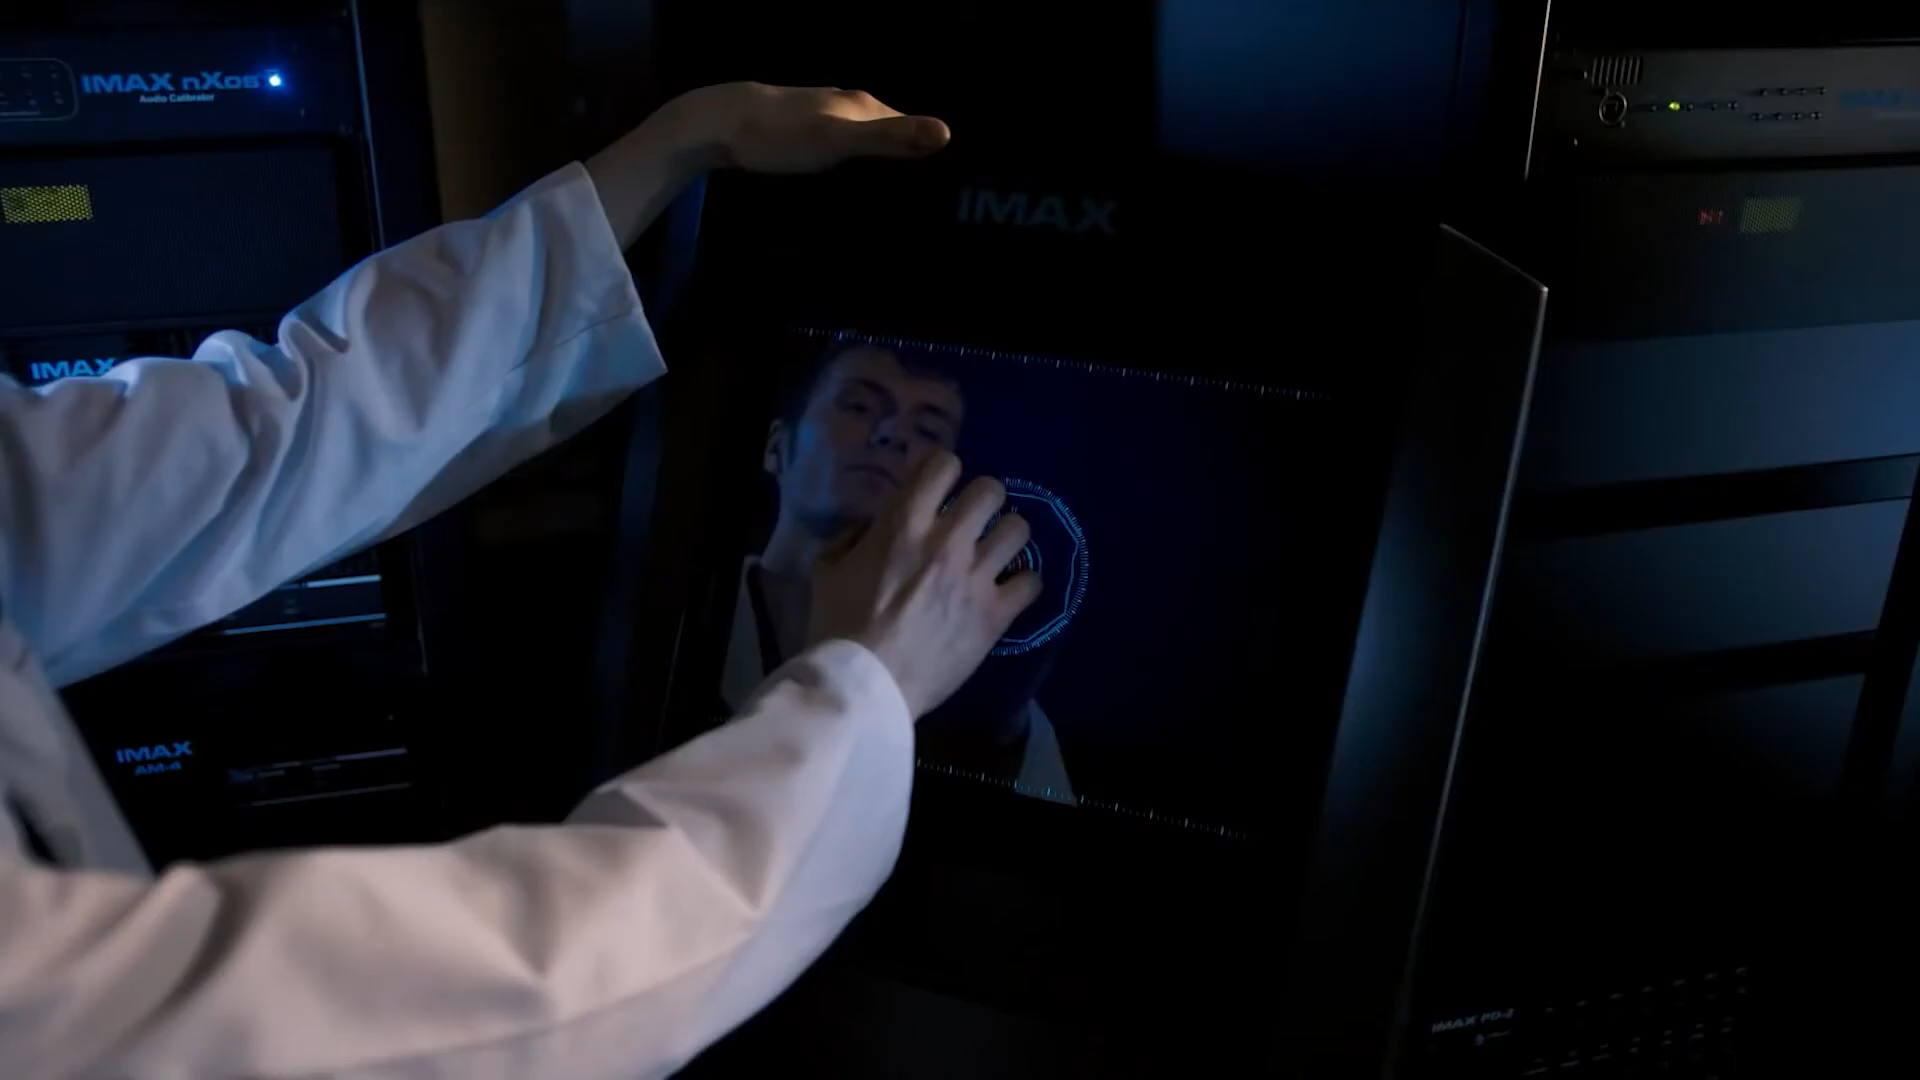 IMAX nXos
Audio Calibrator
IMAX
IMAX
IMAX
AM-4
IMAX PD-2